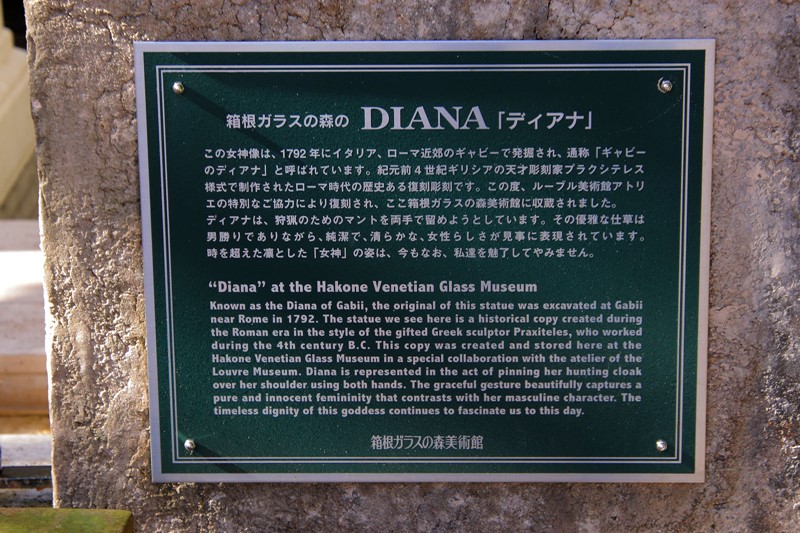 箱根ガラスの森の DIANA「ディアナ」
この女神像は、1792年にイタリア、ローマ近郊のギャビーで発掘され、通称「ギャビー
のディアナ」と呼ばれています。紀元前4世紀ギリシアの天才彫刻家プラクシテレス
様式で制作されたローマ時代の歴史ある復刻彫刻です。この度、ルーブル美術館アトリ
エの特別なご協力により復刻され、ここ箱根ガラスの森美術館に収蔵されました。
ディアナは、狩猟のためのマントを両手で留めようとしています。その優雅な仕草は
男勝りでありながら、純潔で、清らかな、女性らしさが見事に表現されています。
時を超えた凛とした「女神」の姿は、今もなお、私達を魅了してやみません。
“Diana” at the Hakone Venetian Glass Museum
Known as the Diana of Gabii, the original of this statue was excavated at Gabii
near Rome in 1792. The statue we see here is a historical copy created during
the Roman era in the style of the gifted Greek sculptor Praxiteles, who worked
during the 4th century B.C. This copy was created and stored here at the
Hakone Venetian Glass Museum in a special collaboration with the atelier of the
Louvre Museum. Diana is represented in the act of pinning her hunting cloak
over her shoulder using both hands. The graceful gesture beautifully captures a
pure and innocent femininity that contrasts with her masculine character. The
timeless dignity of this goddess continues to fascinate us to this day.
箱根ガラスの森美術館